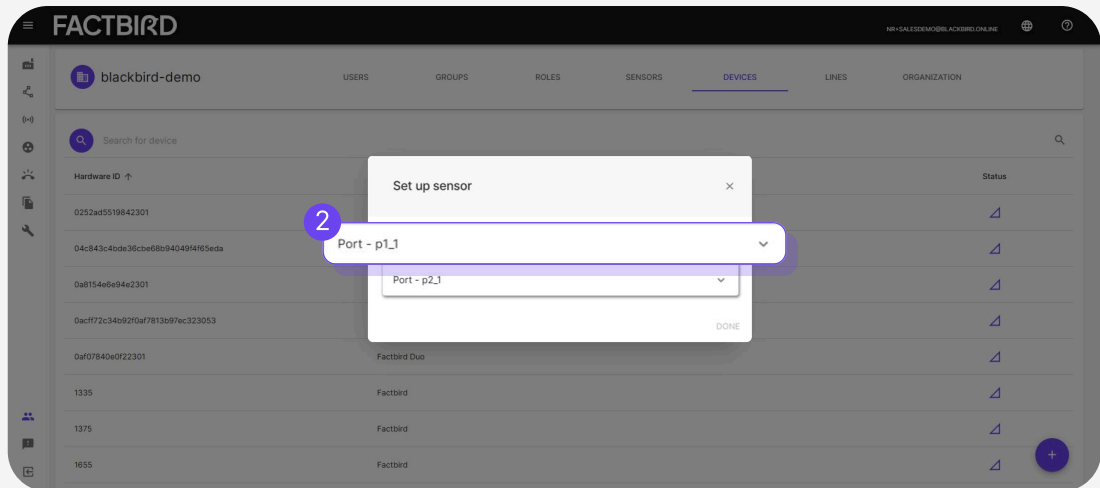 FACTBIRD
NR+SALESDEMO@BLACKBIRD.ONLINE
blackbird-demo
USERS
GROUPS
ROLES
SENSORS
DEVICES
LINES
ORGANIZATION
Search for device
Hardware ID ↑
Status
Set up sensor
2
Port - p1_1
Port - p2_1
DONE
0252ad5519842301
04c843c4bde36cbe68b94049f4f65eda
0a8154e6e94e2301
0acff72c34b92f0af7813b97ec323053
0af07840e0f22301 Factbird Duo
1335 Factbird
1375 Factbird
1655 Factbird